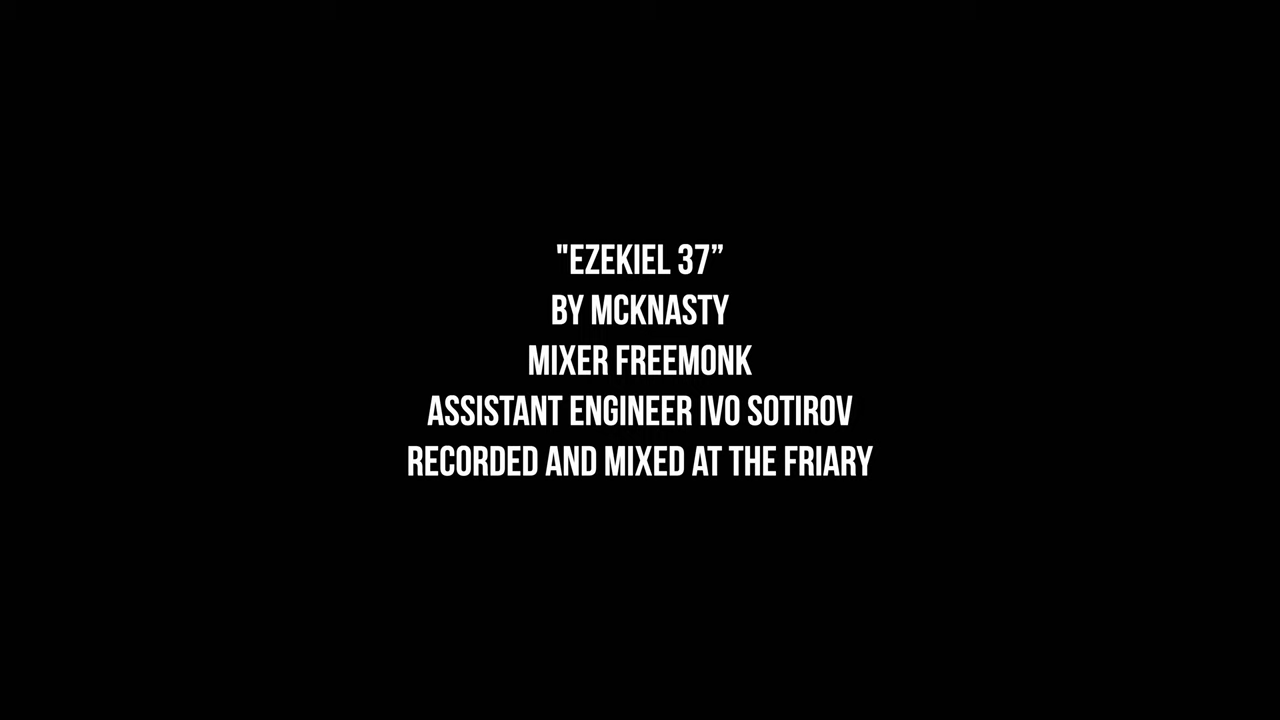 "EZEKIEL 37”
BY MCKNASTY
MIXER FREEMONK
ASSISTANT ENGINEER IVO SOTIROV
RECORDED AND MIXED AT THE FRIARY